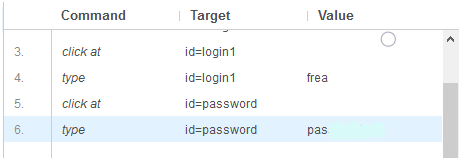 Command Target Value
3. click at id=login1
4. type id=login1 frea
5. click at id=password
6. type id=password pas